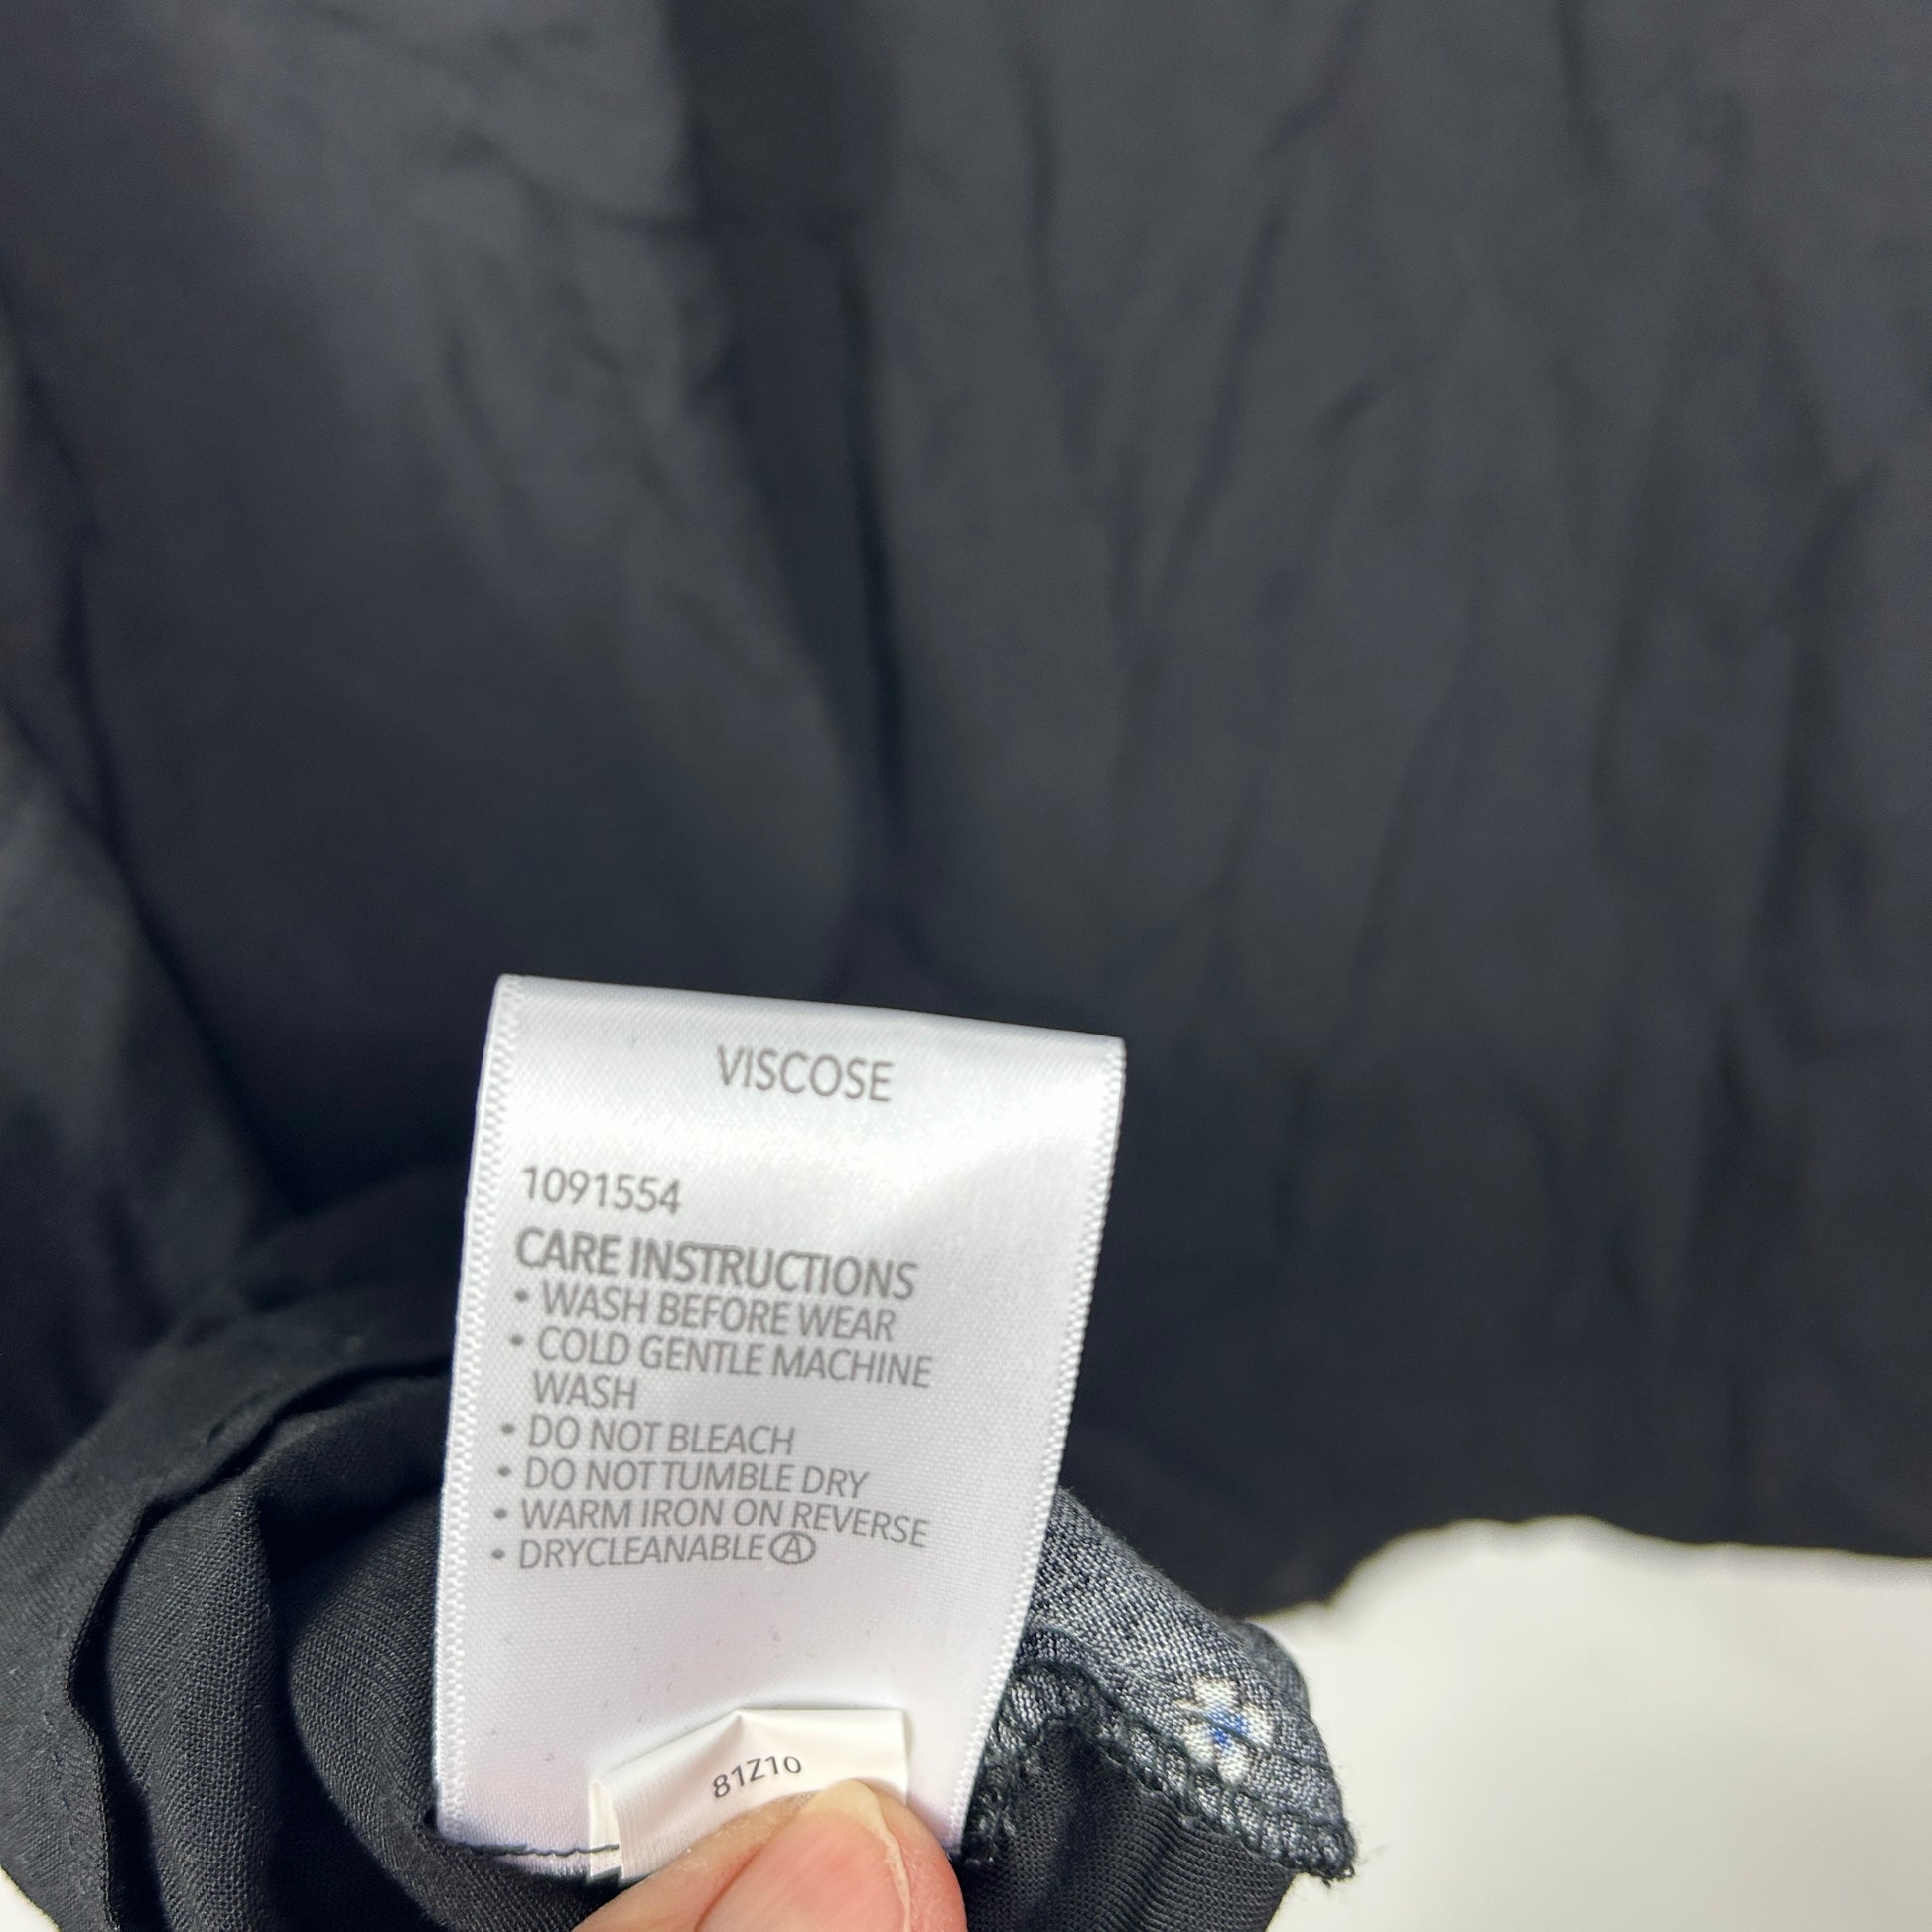 VISCOSE
1091554
CARE INSTRUCTIONS
• WASH BEFORE WEAR
• COLD GENTLE MACHINE
WASH
• DO NOT BLEACH
• DO NOT TUMBLE DRY
• WARM IRON ON REVERSE
• DRYCLEANABLE Ⓐ
81Z10